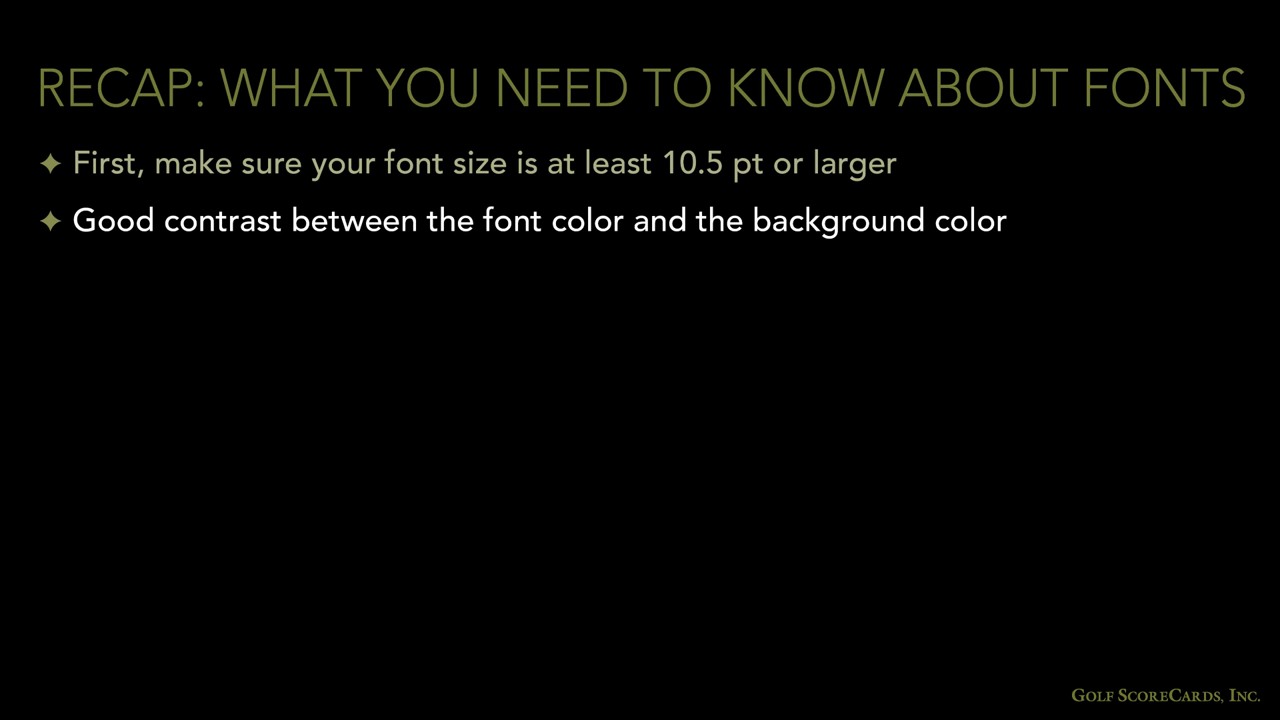 RECAP: WHAT YOU NEED TO KNOW ABOUT FONTS
✦ First, make sure your font size is at least 10.5 pt or larger
✦ Good contrast between the font color and the background color
GOLF SCORECARDS, INC.